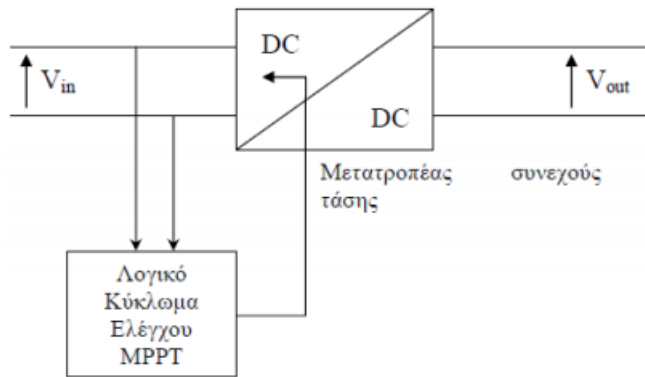 DC
V_in
V_out
DC
Μετατροπέας συνεχούς
τάσης
Λογικό
Κύκλωμα
Ελέγχου
MPPT